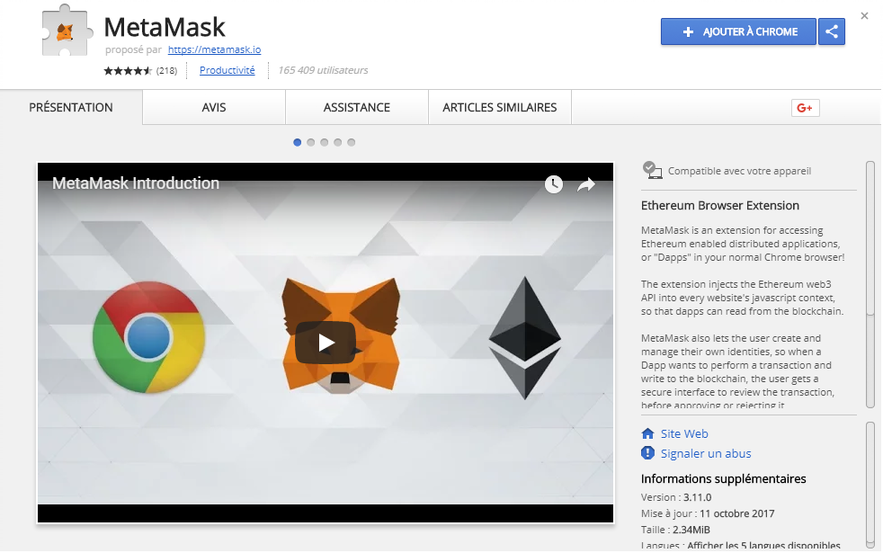 MetaMask
proposé par https://metamask.io
(218) Productivité 165 409 utilisateurs
AJOUTER À CHROME
PRÉSENTATION AVIS ASSISTANCE ARTICLES SIMILAIRES
G+
MetaMask Introduction
Compatible avec votre appareil
Ethereum Browser Extension
MetaMask is an extension for accessing
Ethereum enabled distributed applications,
or "Dapps" in your normal Chrome browser!
The extension injects the Ethereum web3
API into every website's javascript context,
so that dapps can read from the blockchain.
MetaMask also lets the user create and
manage their own identities, so when a
Dapp wants to perform a transaction and
write to the blockchain, the user gets a
secure interface to review the transaction,
before approving or rejecting it
Site Web
Signaler un abus
Informations supplémentaires
Version : 3.11.0
Mise à jour : 11 octobre 2017
Taille : 2.34MiB
Langues : Afficher les 5 langues disponibles